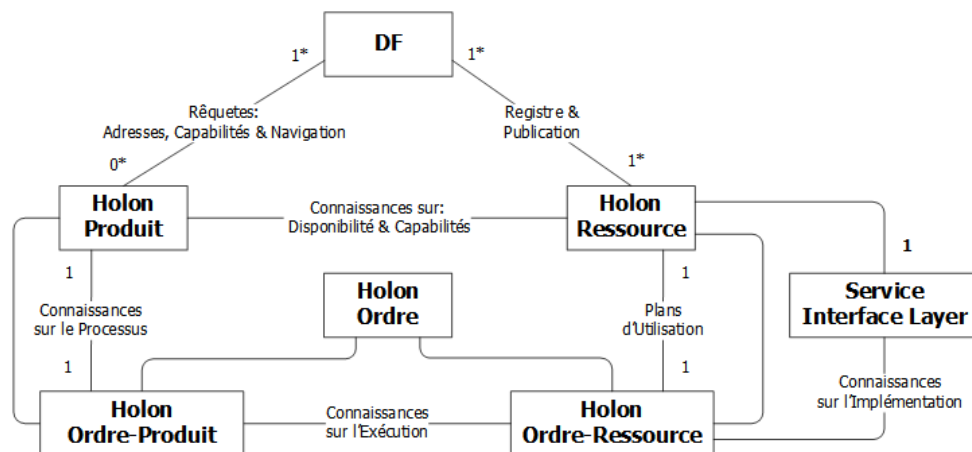 DF
1*
1*
Rêquetes:
Adresses, Capabilités & Navigation
Registre &
Publication
0*
1*
Holon
Produit
Connaissances sur:
Disponibilité & Capabilités
Holon
Ressource
1
1
1
Holon
Ordre
Service
Interface Layer
Connaissances
sur le Processus
Plans
d'Utilisation
1
1
Holon
Ordre-Produit
Connaissances
sur l'Exécution
Holon
Ordre-Ressource
Connaissances
sur l'Implémentation